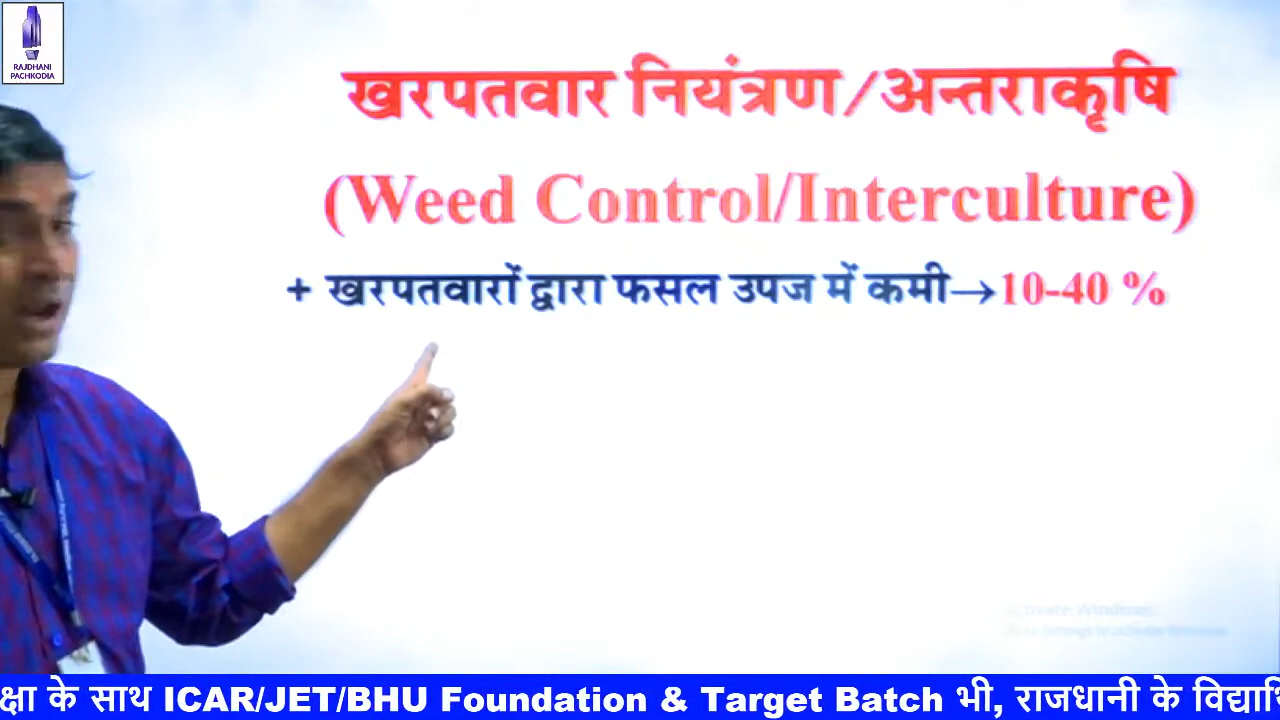 RAJDHANI
PACHKODIA
खरपतवार नियंत्रण/अन्तराकृषि
(Weed Control/Interculture)
+ खरपतवारों द्वारा फसल उपज में कमी→10-40 %
क्षा के साथ ICAR/JET/BHU Foundation & Target Batch भी, राजधानी के विद्यार्थि